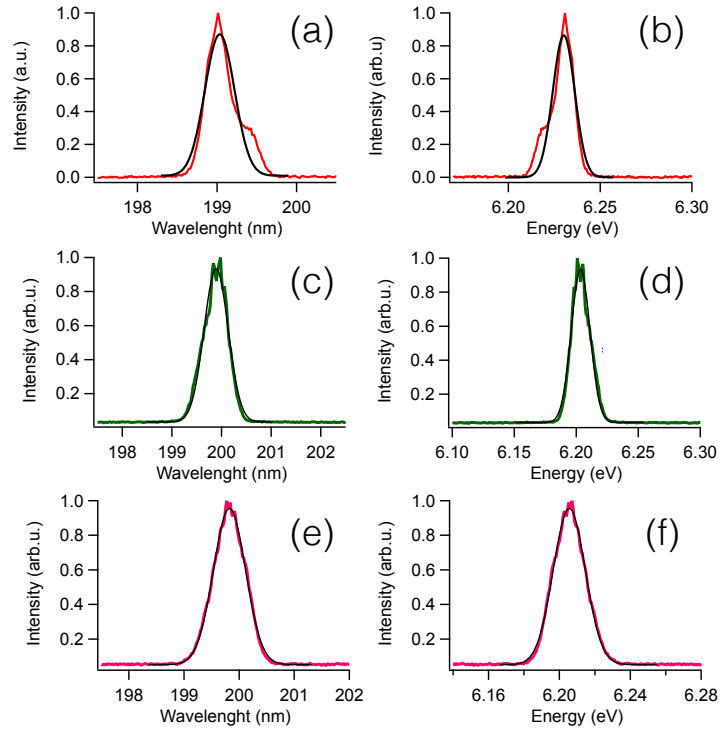 (a)
Intensity (a.u.)
1.0
0.8
0.6
0.4
0.2
0.0
198 199 200
Wavelenght (nm)
(b)
Intensity (arb.u)
1.0
0.8
0.6
0.4
0.2
0.0
6.20 6.25 6.30
Energy (eV)
(c)
Intensity (arb.u.)
1.0
0.8
0.6
0.4
0.2
198 199 200 201 202
Wavelenght (nm)
(d)
Intensity (arb.u.)
1.0
0.8
0.6
0.4
0.2
6.10 6.15 6.20 6.25 6.30
Energy (eV)
(e)
Intensity (arb.u.)
1.0
0.8
0.6
0.4
0.2
198 199 200 201 202
Wavelenght (nm)
(f)
Intensity (arb.u.)
1.0
0.8
0.6
0.4
0.2
6.16 6.20 6.24 6.28
Energy (eV)